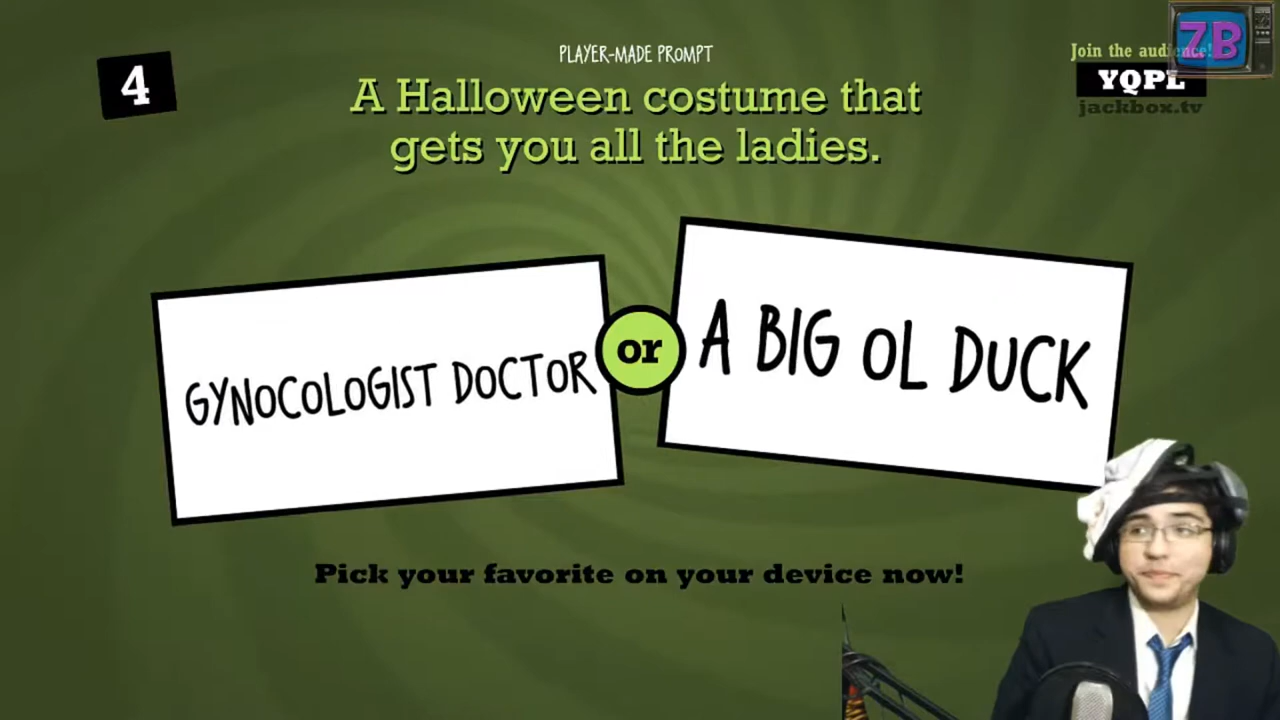 4
PLAYER-MADE PROMPT
A Halloween costume that
gets you all the ladies.
Join the audience!
YQPL
jackbox.tv
ZB
GYNOCOLOGIST DOCTOR
or
A BIG OL DUCK
Pick your favorite on your device now!